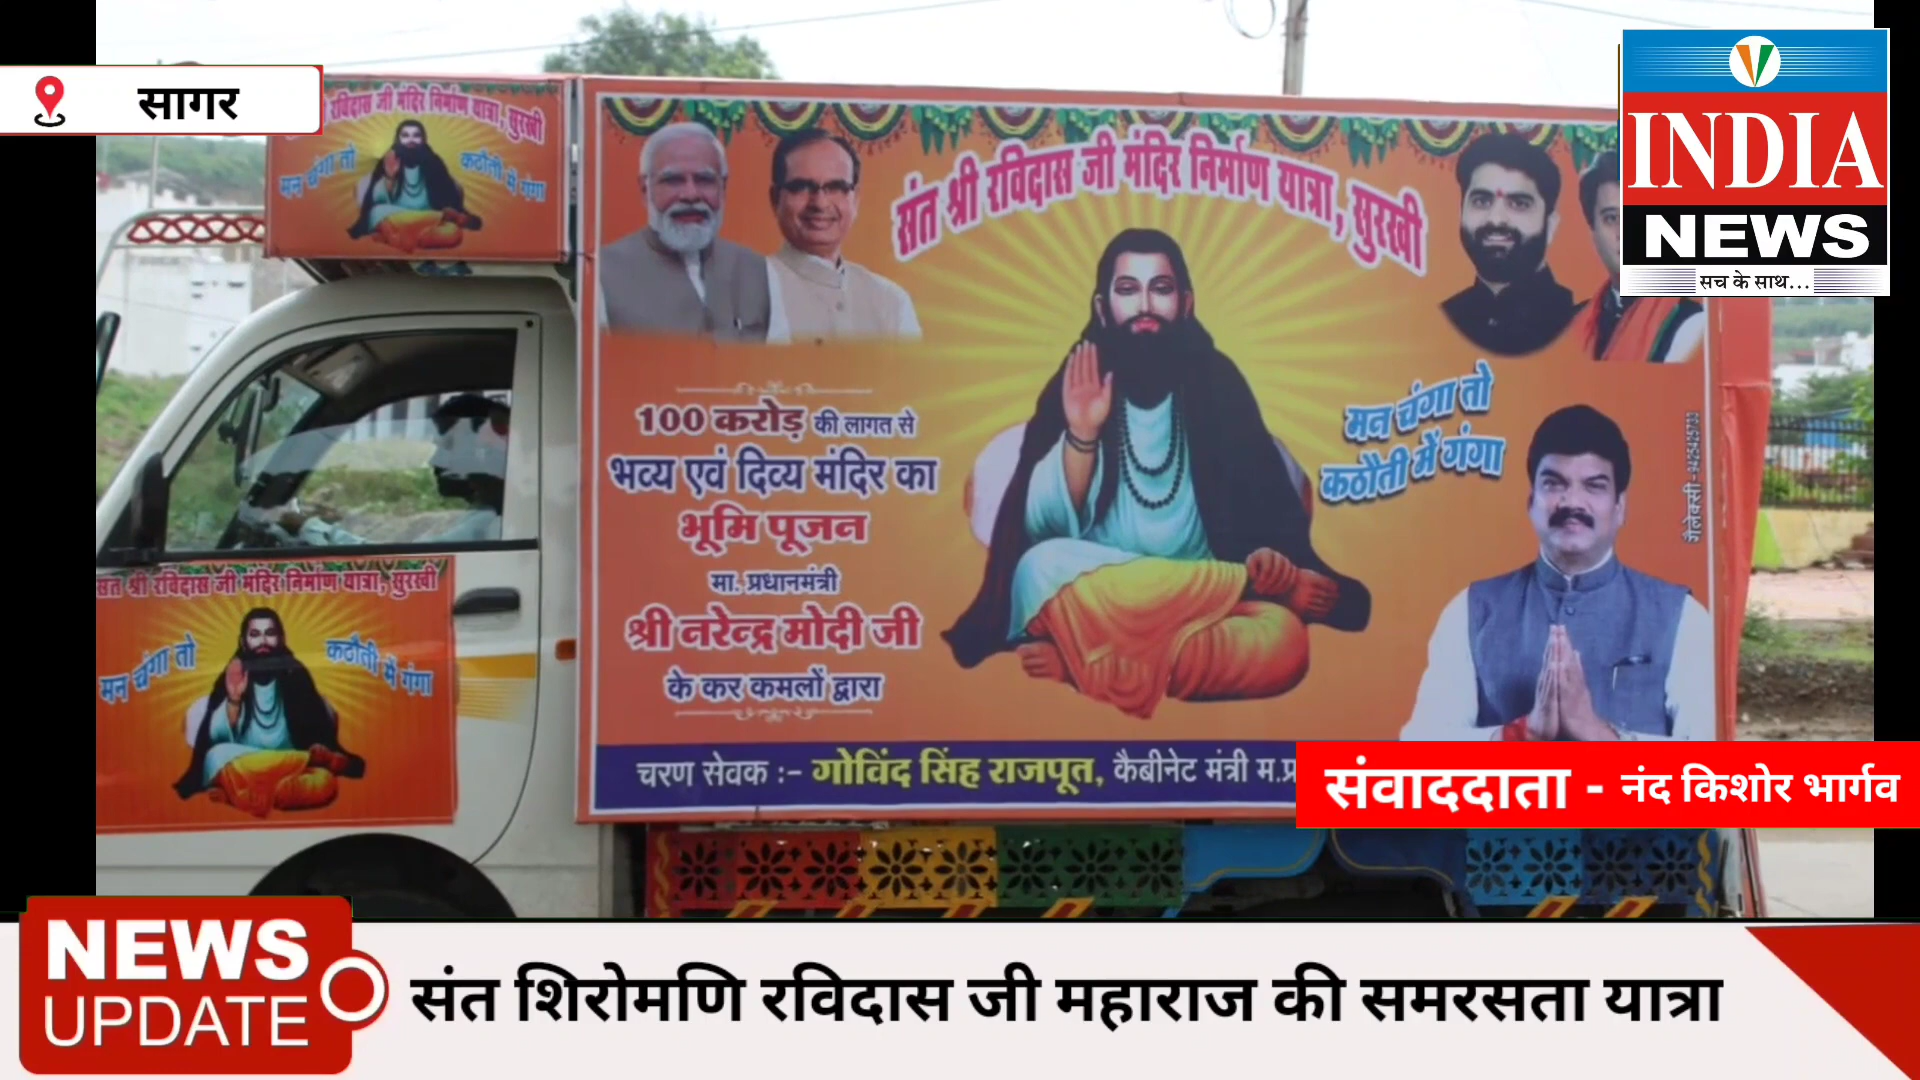 सागर
INDIA
NEWS
सच के साथ...
रविदास जी मंदिर निर्माण यात्रा, सुरखी
मन चंगा तो
कठौती में गंगा
संत श्री रविदास जी मंदिर निर्माण यात्रा, सुरखी
100 करोड़ की लागत से
भव्य एवं दिव्य मंदिर का
भूमि पूजन
मा. प्रधानमंत्री
श्री नरेन्द्र मोदी जी
के कर कमलों द्वारा
मन चंगा तो
कठौती में गंगा
गैलेक्सी -9425425733
संत श्री रविदास जी मंदिर निर्माण यात्रा, सुरखी
मन चंगा तो
कठौती में गंगा
चरण सेवक :- गोविंद सिंह राजपूत, कैबीनेट मंत्री म.प्र
संवाददाता - नंद किशोर भार्गव
NEWS
UPDATE
संत शिरोमणि रविदास जी महाराज की समरसता यात्रा